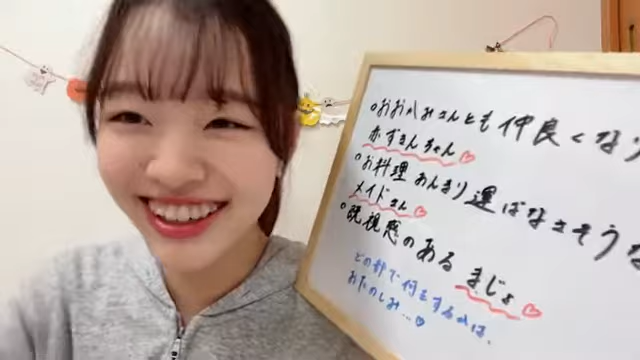 •おおかみさんとも仲良くなり
赤ずきんちゃん♡
•お料理あんまり運ばなさそうな
メイドさん♡
•既視感のあるまじょ♡
どの部で何をするかは、
おたのしみ…♡